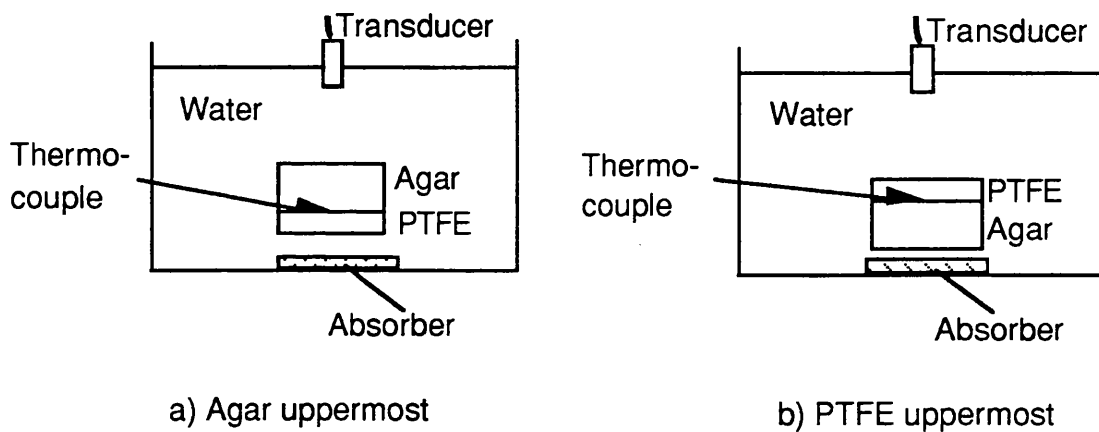 Transducer
Water
Thermo-
couple
Agar
PTFE
Absorber
a) Agar uppermost
Transducer
Water
Thermo-
couple
PTFE
Agar
Absorber
b) PTFE uppermost